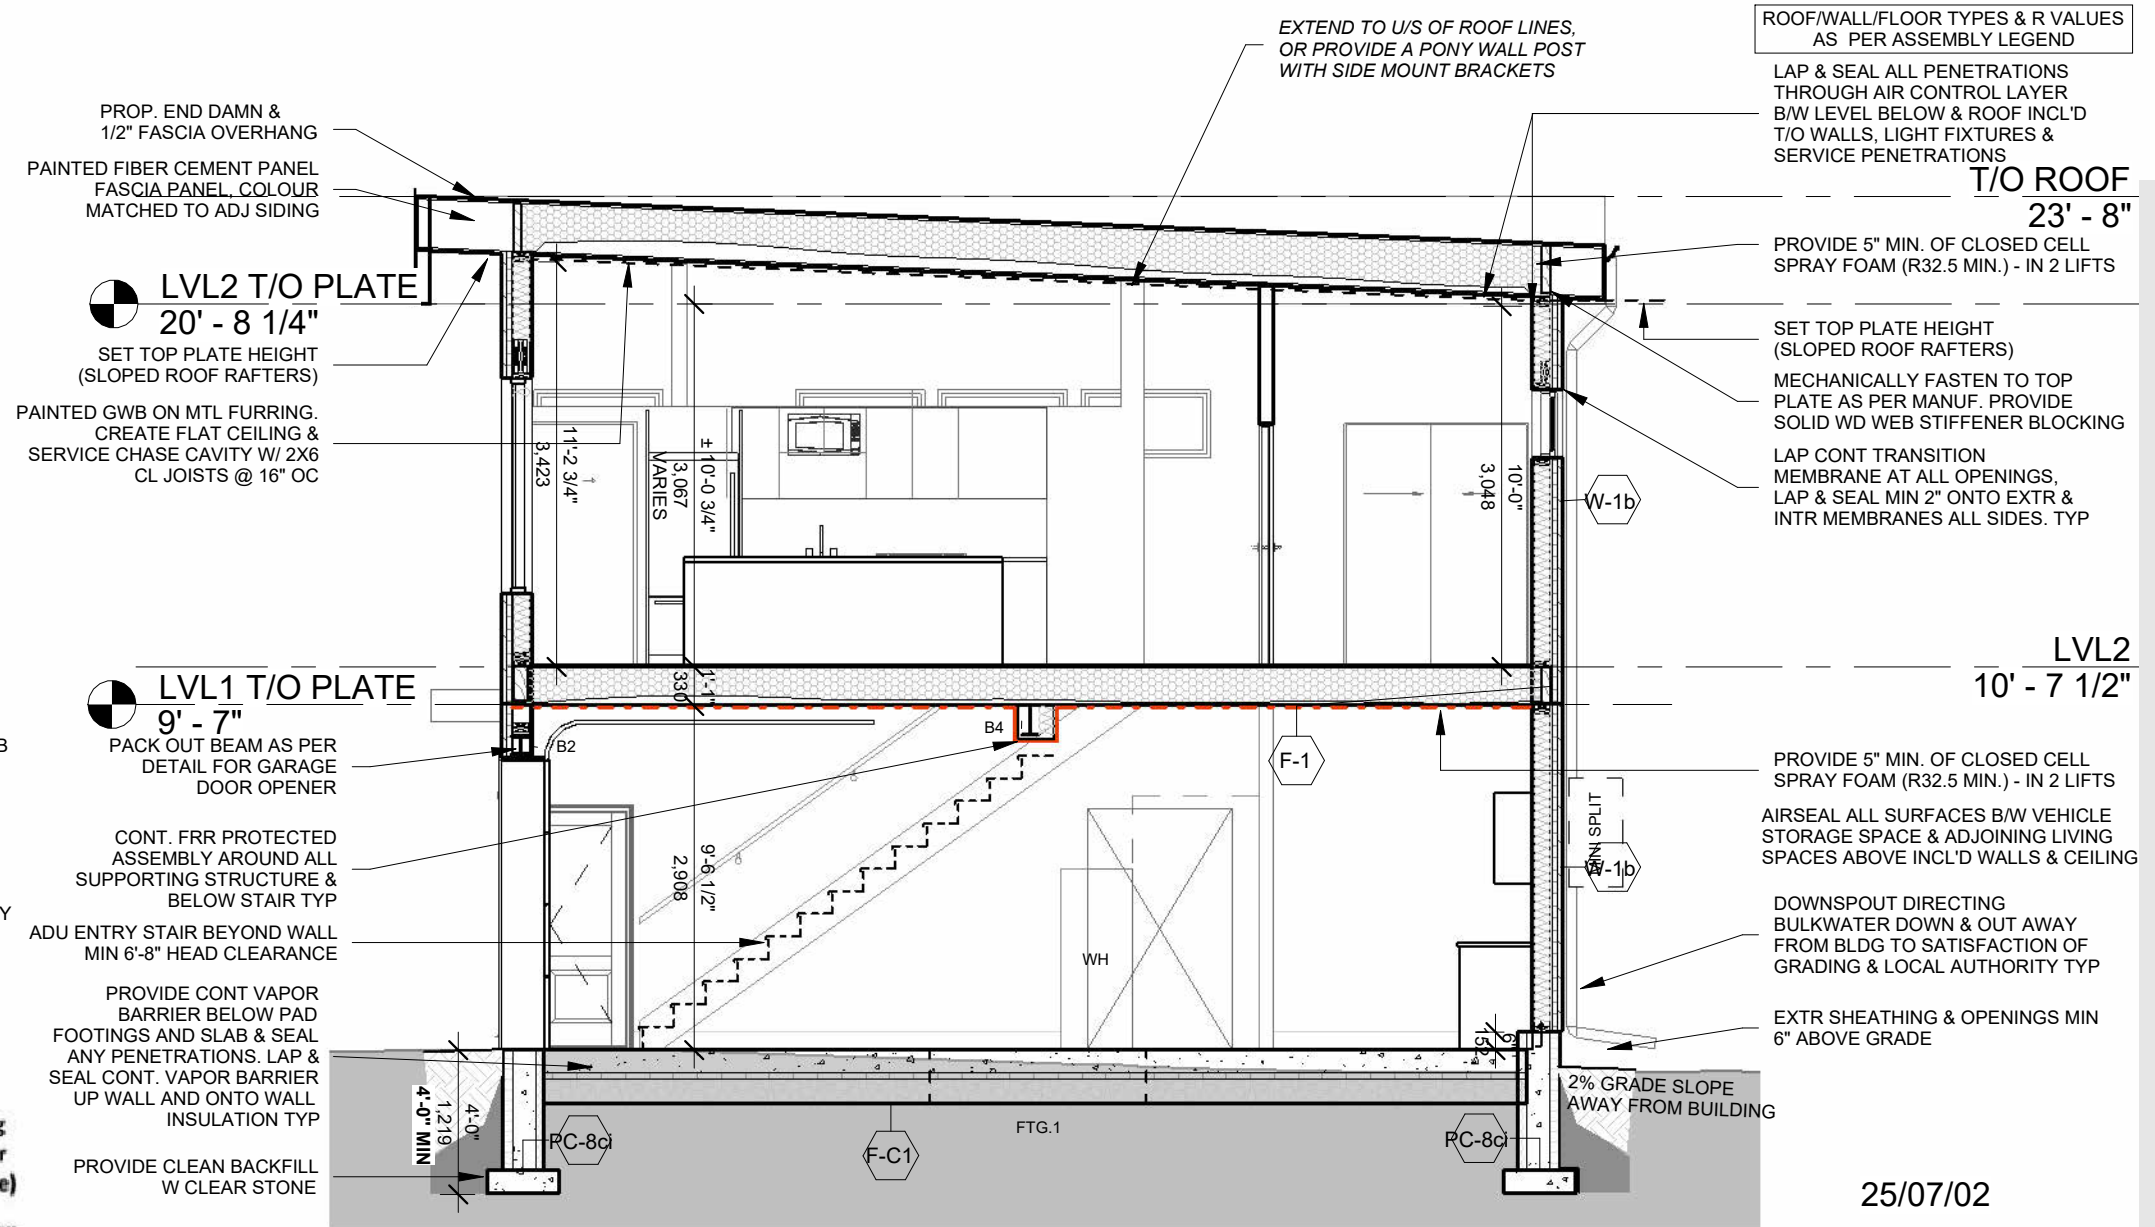 EXTEND TO U/S OF ROOF LINES,
OR PROVIDE A PONY WALL POST
WITH SIDE MOUNT BRACKETS
ROOF/WALL/FLOOR TYPES & R VALUES
AS PER ASSEMBLY LEGEND
LAP & SEAL ALL PENETRATIONS
THROUGH AIR CONTROL LAYER
B/W LEVEL BELOW & ROOF INCL'D
T/O WALLS, LIGHT FIXTURES &
SERVICE PENETRATIONS
T/O ROOF
23' - 8"
PROVIDE 5" MIN. OF CLOSED CELL
SPRAY FOAM (R32.5 MIN.) - IN 2 LIFTS
SET TOP PLATE HEIGHT
(SLOPED ROOF RAFTERS)
MECHANICALLY FASTEN TO TOP
PLATE AS PER MANUF. PROVIDE
SOLID WD WEB STIFFENER BLOCKING
LAP CONT TRANSITION
MEMBRANE AT ALL OPENINGS,
LAP & SEAL MIN 2" ONTO EXTR &
INTR MEMBRANES ALL SIDES. TYP
W-1b
LVL2
10' - 7 1/2"
PROVIDE 5" MIN. OF CLOSED CELL
SPRAY FOAM (R32.5 MIN.) - IN 2 LIFTS
AIRSEAL ALL SURFACES B/W VEHICLE
STORAGE SPACE & ADJOINING LIVING
SPACES ABOVE INCL'D WALLS & CEILING
MINI SPLIT
W-1b
DOWNSPOUT DIRECTING
BULKWATER DOWN & OUT AWAY
FROM BLDG TO SATISFACTION OF
GRADING & LOCAL AUTHORITY TYP
EXTR SHEATHING & OPENINGS MIN
6" ABOVE GRADE
2% GRADE SLOPE
AWAY FROM BUILDING
25/07/02
PROP. END DAMN &
1/2" FASCIA OVERHANG
PAINTED FIBER CEMENT PANEL
FASCIA PANEL, COLOUR
MATCHED TO ADJ SIDING
LVL2 T/O PLATE
20' - 8 1/4"
SET TOP PLATE HEIGHT
(SLOPED ROOF RAFTERS)
PAINTED GWB ON MTL FURRING.
CREATE FLAT CEILING &
SERVICE CHASE CAVITY W/ 2X6
CL JOISTS @ 16" OC
LVL1 T/O PLATE
9' - 7"
B
PACK OUT BEAM AS PER
DETAIL FOR GARAGE
DOOR OPENER
CONT. FRR PROTECTED
ASSEMBLY AROUND ALL
SUPPORTING STRUCTURE &
BELOW STAIR TYP
Y
ADU ENTRY STAIR BEYOND WALL
MIN 6'-8" HEAD CLEARANCE
PROVIDE CONT VAPOR
BARRIER BELOW PAD
FOOTINGS AND SLAB & SEAL
ANY PENETRATIONS. LAP &
SEAL CONT. VAPOR BARRIER
UP WALL AND ONTO WALL
INSULATION TYP
PROVIDE CLEAN BACKFILL
W CLEAR STONE
g
r
e)
11'-2 3/4"
3,423
± 10'-0 3/4"
3,067
VARIES
10'-0"
3,048
1'-1"
330
B2
B4
F-1
9'-6 1/2"
2,908
WH
6"
152
4'-0"
1,219
4'-0" MIN
PC-8ci
F-C1
FTG.1
PC-8ci